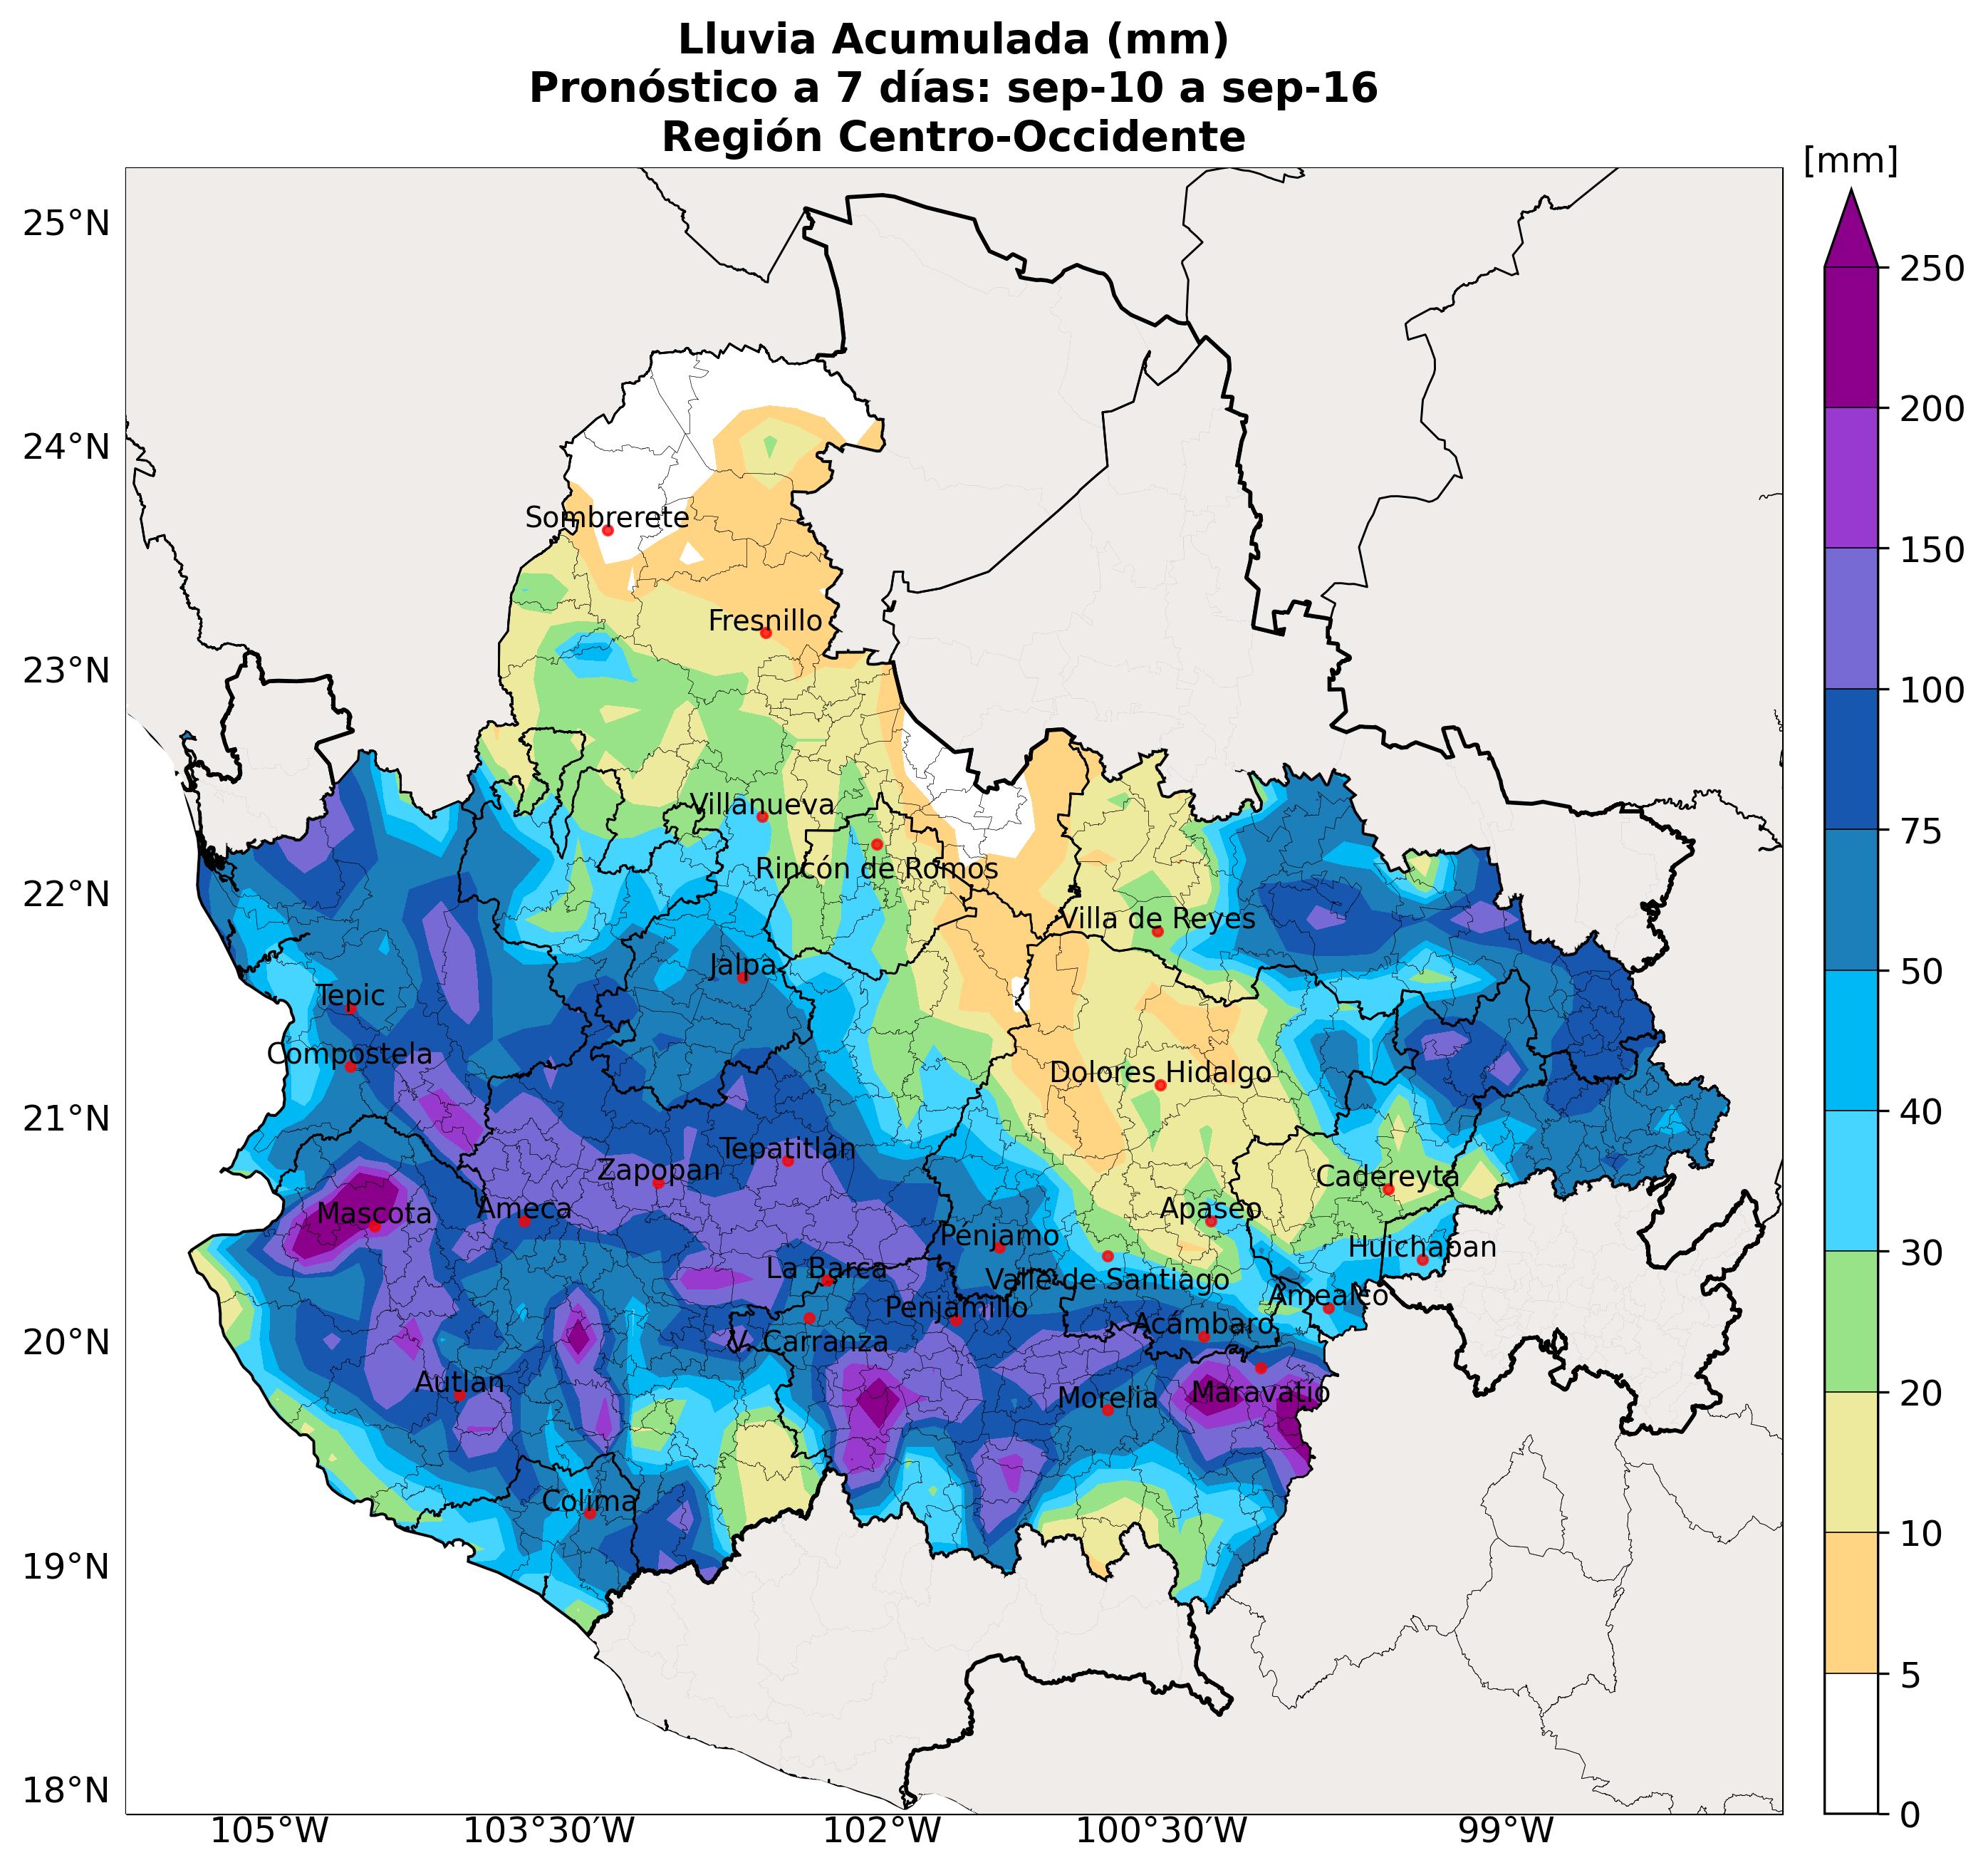 Lluvia Acumulada (mm)
Pronóstico a 7 días: sep-10 a sep-16
Región Centro-Occidente
[mm]
25°N
24°N
23°N
22°N
21°N
20°N
19°N
18°N
250
200
150
100
75
50
40
30
20
10
5
0
Sombrerete
Fresnillo
Villanueva
Rincón de Romos
Villa de Reyes
Jalpa
Tepic
Compostela
Dolores Hidalgo
Tepatitlán
Zapopan
Cadereyta
Mascota
Ameca
Apaseo
Pénjamo
Huichapan
La Barca
Valle de Santiago
Amealco
Penjamillo
Acámbaro
V. Carranza
Autlan
Morelia
Maravatío
Colima
105°W
103°30'W
102°W
100°30'W
99°W